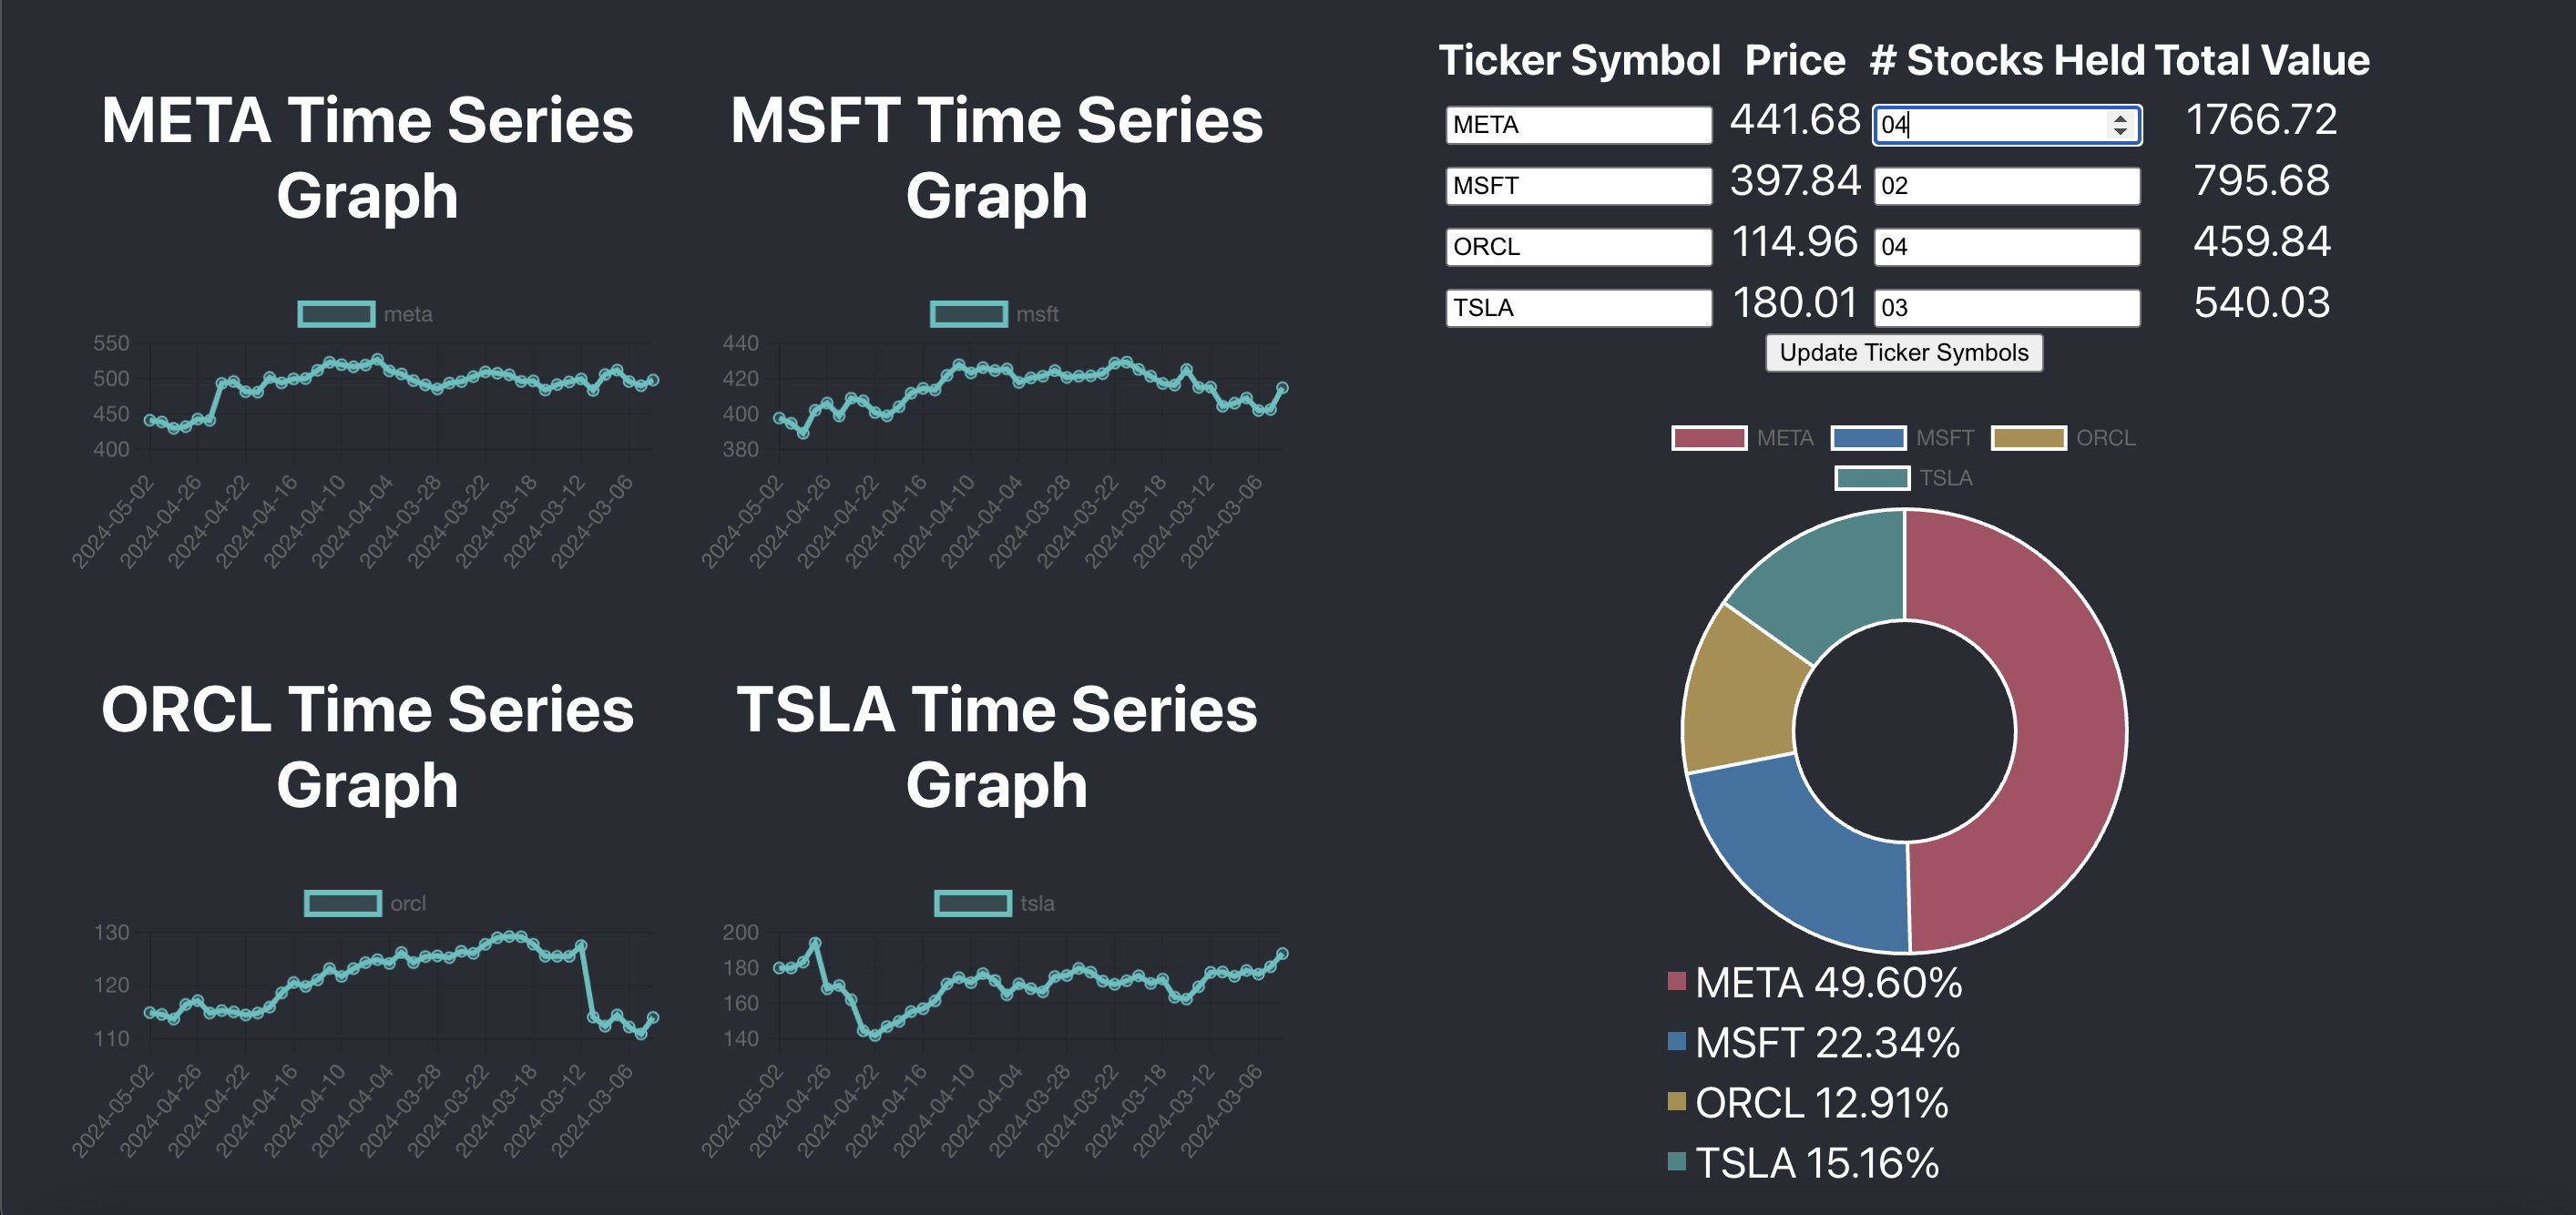 META Time Series
Graph
meta
550
500
450
400
2024-05-02
2024-04-26
2024-04-22
2024-04-16
2024-04-10
2024-04-04
2024-03-28
2024-03-22
2024-03-18
2024-03-12
2024-03-06
MSFT Time Series
Graph
msft
440
420
400
380
2024-05-02
2024-04-26
2024-04-22
2024-04-16
2024-04-10
2024-04-04
2024-03-28
2024-03-22
2024-03-18
2024-03-12
2024-03-06
ORCL Time Series
Graph
orcl
130
120
110
2024-05-02
2024-04-26
2024-04-22
2024-04-16
2024-04-10
2024-04-04
2024-03-28
2024-03-22
2024-03-18
2024-03-12
2024-03-06
TSLA Time Series
Graph
tsla
200
180
160
140
2024-05-02
2024-04-26
2024-04-22
2024-04-16
2024-04-10
2024-04-04
2024-03-28
2024-03-22
2024-03-18
2024-03-12
2024-03-06
Ticker Symbol Price # Stocks Held Total Value
META 441.68 04 1766.72
MSFT 397.84 02 795.68
ORCL 114.96 04 459.84
TSLA 180.01 03 540.03
Update Ticker Symbols
META MSFT ORCL
TSLA
META 49.60%
MSFT 22.34%
ORCL 12.91%
TSLA 15.16%